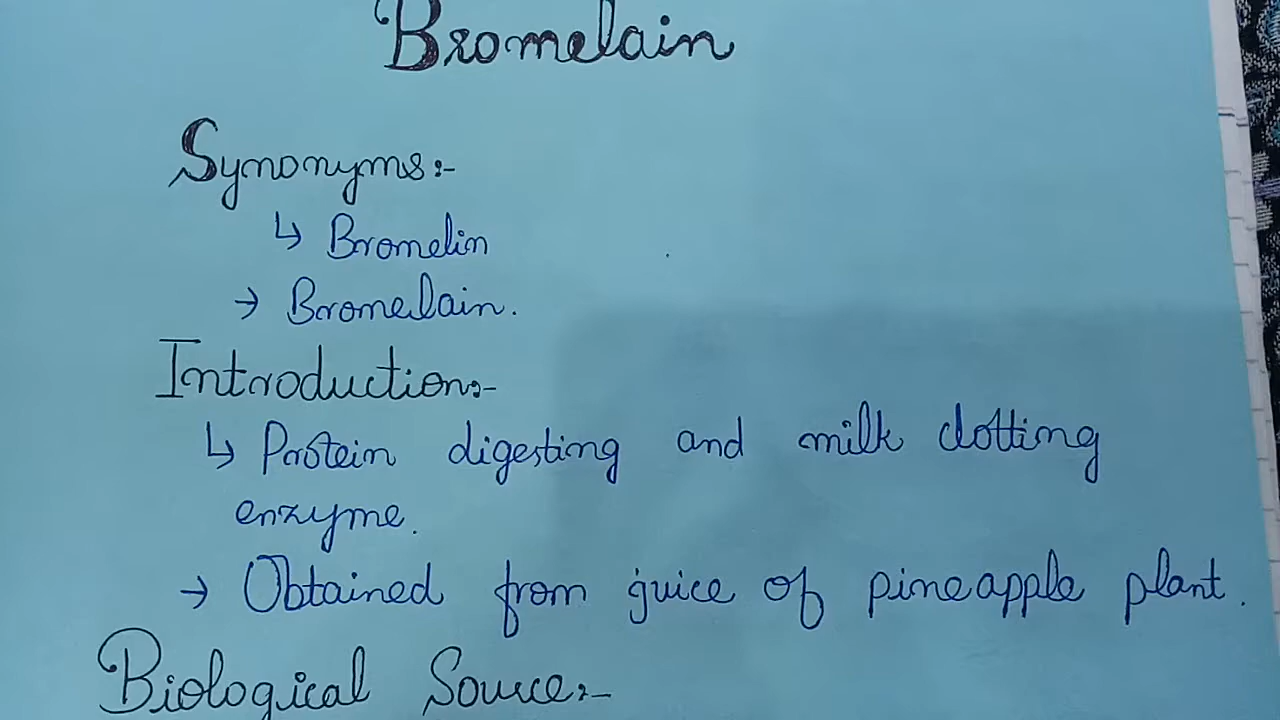 Bromelain
Synonyms:-
↳ Bromelin
→ Bromelain.
Introduction:-
↳ Protein digesting and milk clotting
enzyme.
→ Obtained from juice of pineapple plant.
Biological Source:-